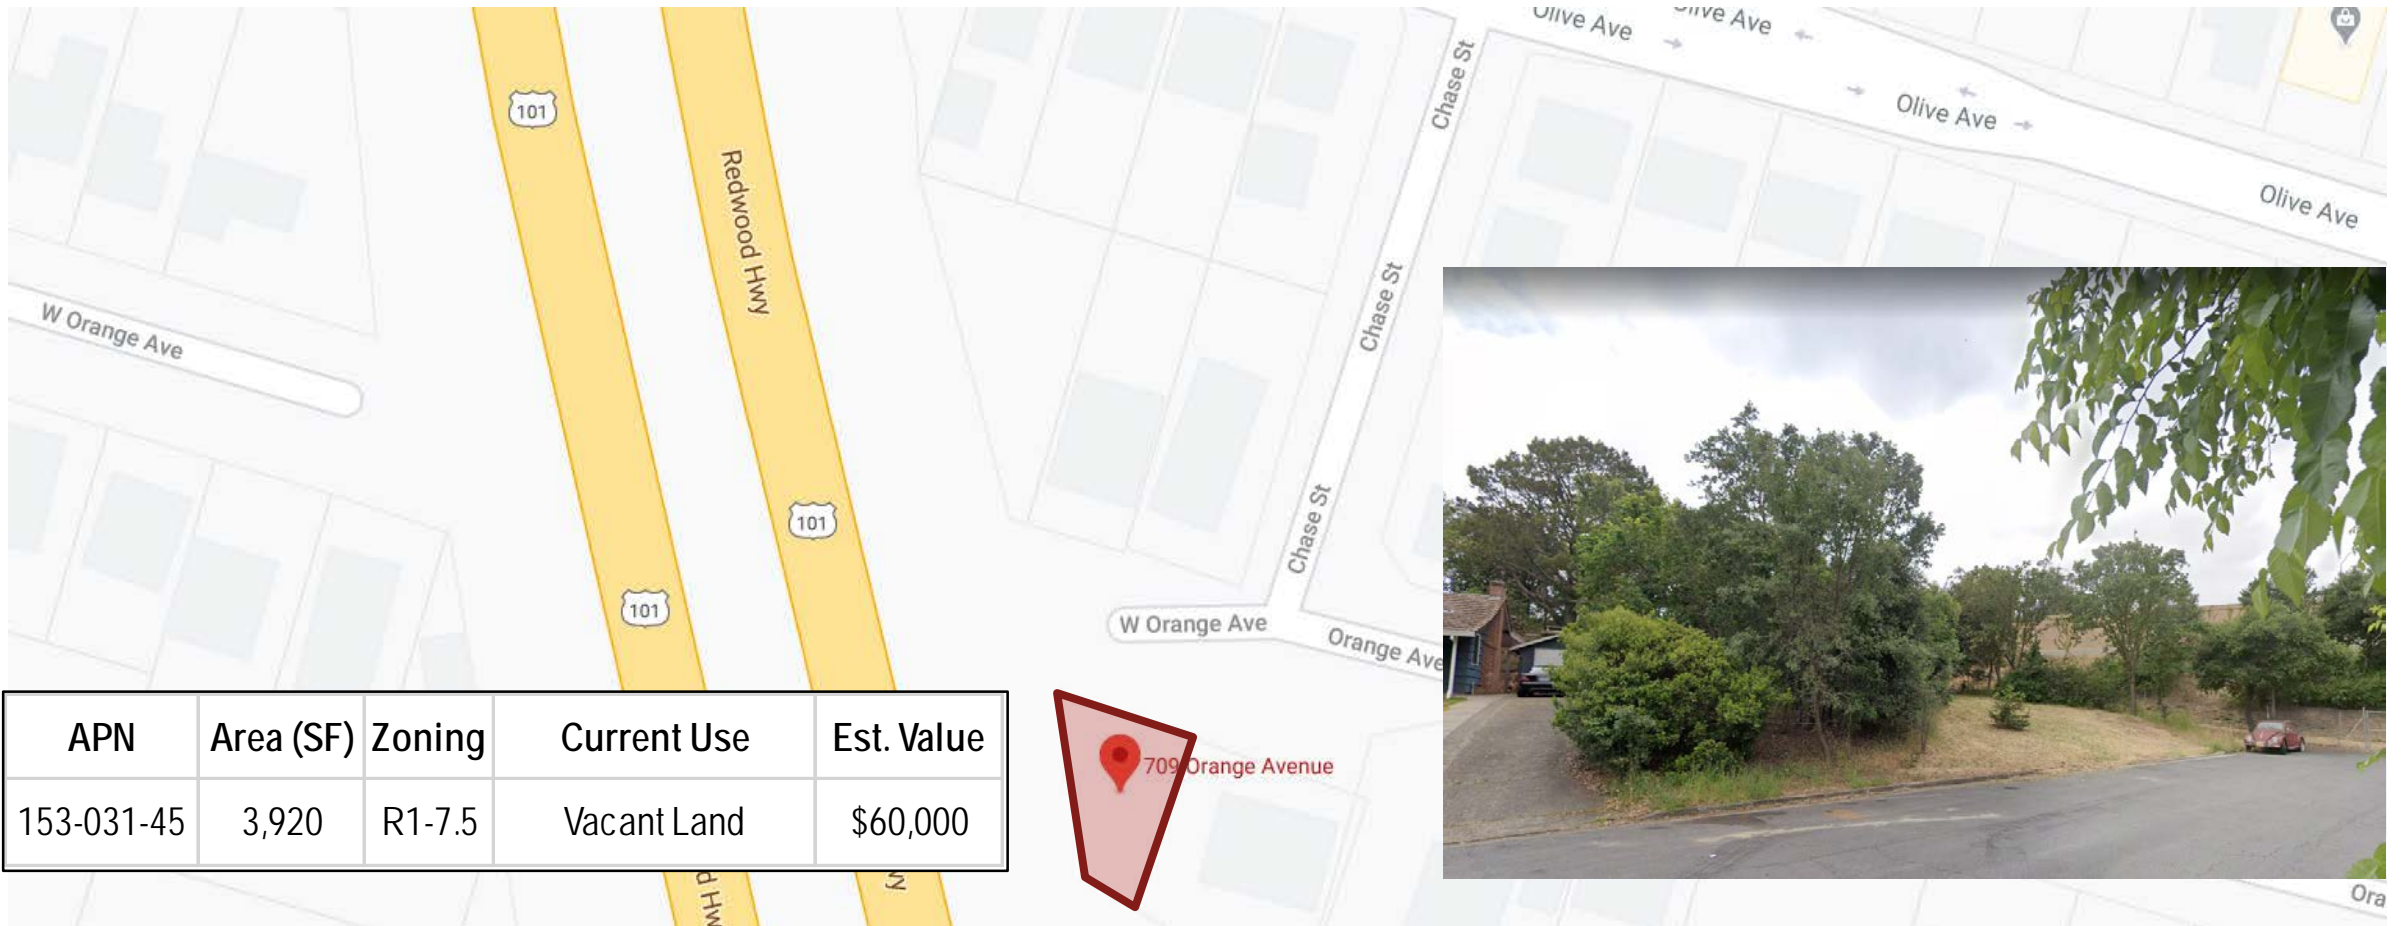 Olive Ave
Olive Ave
Chase St
Olive Ave
Olive Ave
101
Redwood Hwy
Chase St
W Orange Ave
101
Chase St
101
W Orange Ave
Orange Ave
709 Orange Avenue
APN Area (SF) Zoning Current Use Est. Value
153-031-45 3,920 R1-7.5 Vacant Land $60,000